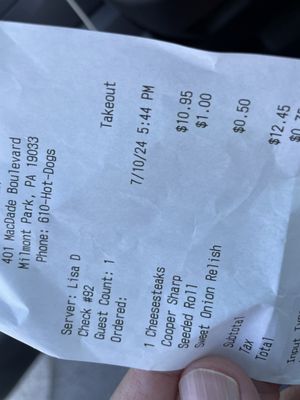 401 MacDade Boulevard
Milmont Park, PA 19033
Phone: 610-Hot-Dogs
Server: Lisa D Takeout
Check #92
Guest Count: 1
Ordered: 7/10/24 5:44 PM
1 Cheesesteaks $10.95
Cooper Sharp $1.00
Seeded Roll
Sweet Onion Relish $0.50
Subtotal $12.45
Tax
Total